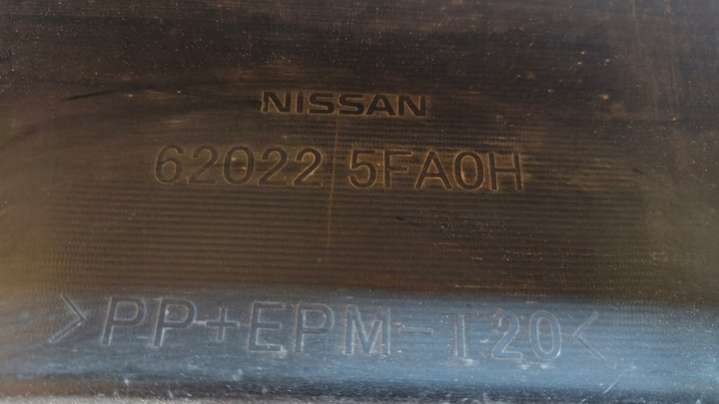 NISSAN
62022 5FA0H
>PP+EPM-T20<